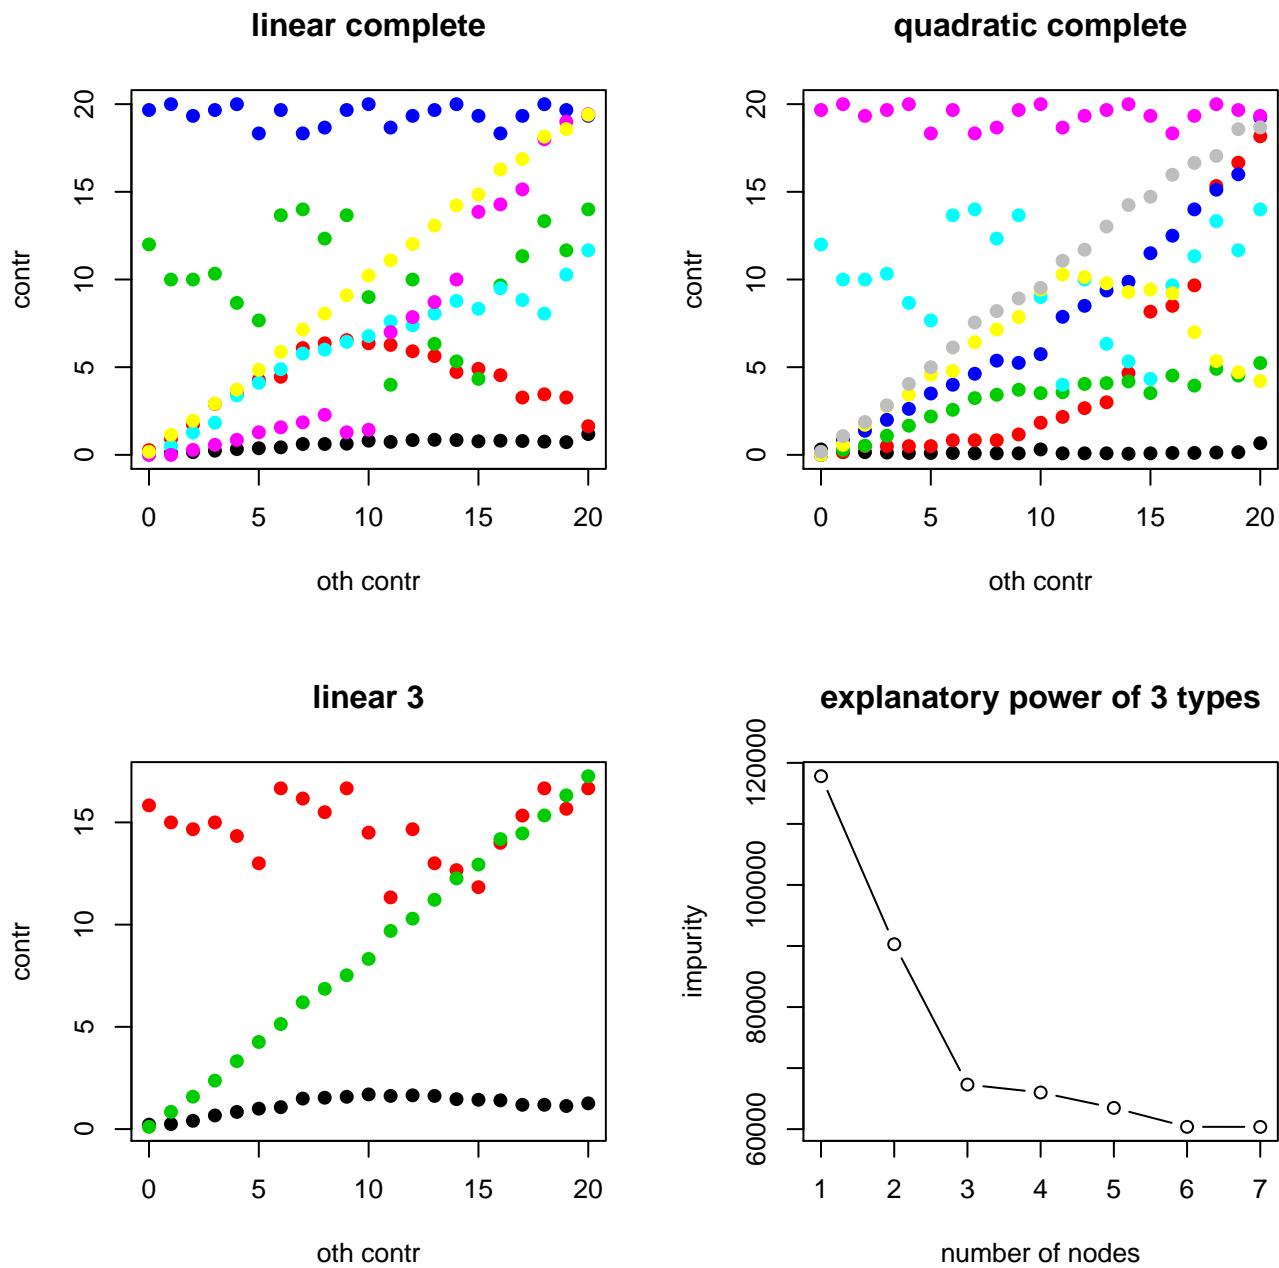 linear complete
contr
20
15
10
5
0
0 5 10 15 20
oth contr
quadratic complete
contr
20
15
10
5
0
0 5 10 15 20
oth contr
linear 3
contr
15
10
5
0
0 5 10 15 20
oth contr
explanatory power of 3 types
impurity
120000
100000
80000
60000
1 2 3 4 5 6 7
number of nodes